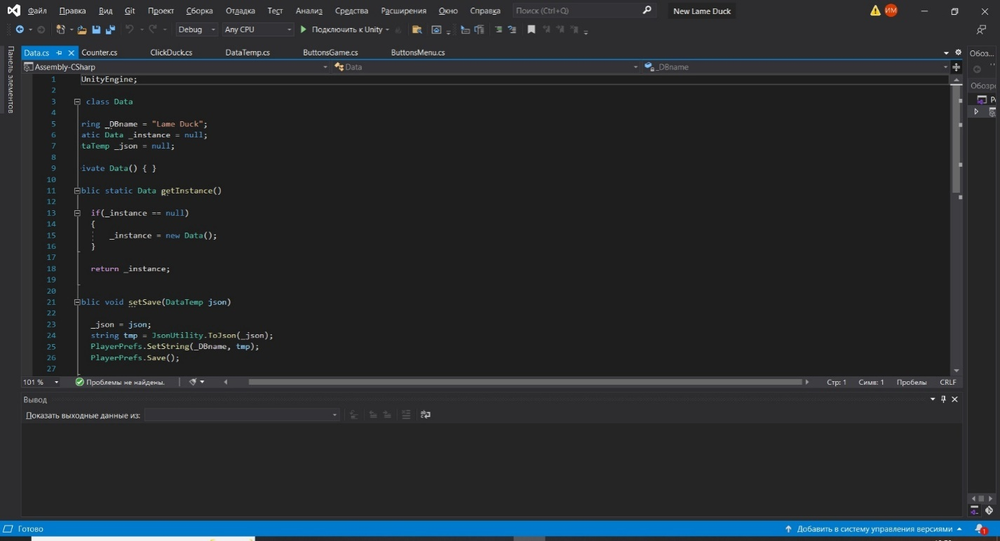 Файл Правка Вид Git Проект Сборка Отладка Тест Анализ Средства Расширения Окно Справка Поиск (Ctrl+Q) New Lame Duck ИМ
Debug Any CPU Подключить к Unity
Панель элементов
Data.cs Counter.cs ClickDuck.cs DataTemp.cs ButtonsGame.cs ButtonsMenu.cs Обоз...
Assembly-CSharp Data _DBname
1 UnityEngine;
2
3 class Data
4
5 ring _DBname = "Lame Duck";
6 atic Data _instance = null;
7 taTemp _json = null;
8
9 ivate Data() { }
10
11 blic static Data getInstance()
12
13 if(_instance == null)
14 {
15 _instance = new Data();
16 }
17
18 return _instance;
19
20
21 blic void setSave(DataTemp json)
22
23 _json = json;
24 string tmp = JsonUtility.ToJson(_json);
25 PlayerPrefs.SetString(_DBname, tmp);
26 PlayerPrefs.Save();
27
101 % Проблемы не найдены. Стр: 1 Симв: 1 Пробелы CRLF
Вывод
Показать выходные данные из:
Готово Добавить в систему управления версиями 1